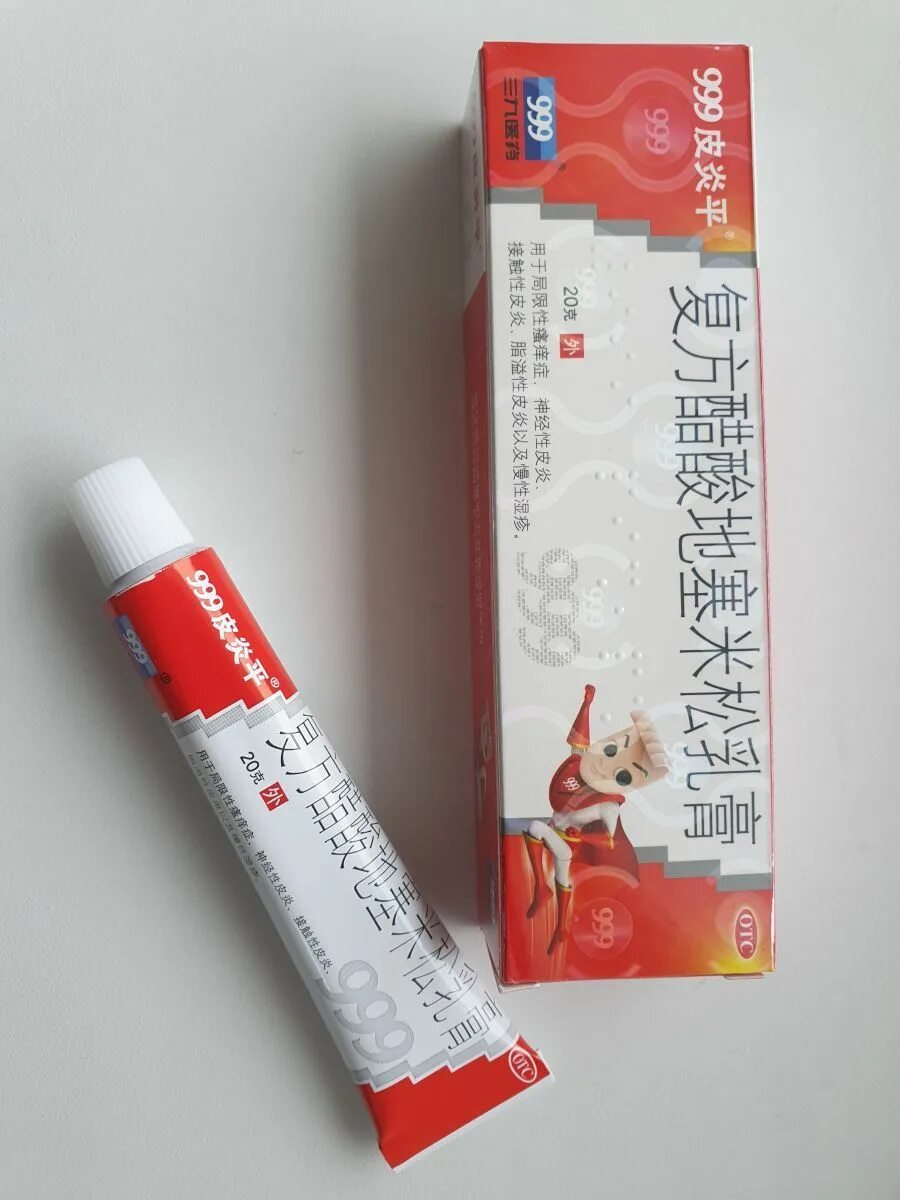 999皮炎平®
999®
三九医药
复方醋酸地塞米松乳膏
20克 外
用于局限性瘙痒症、神经性皮炎、
接触性皮炎、脂溢性皮炎以及慢性湿疹。
999
OTC
999皮炎平®
999®
复方醋酸地塞米松乳膏
20克 外
用于局限性瘙痒症、神经性皮炎、接触性皮炎、
999
OTC